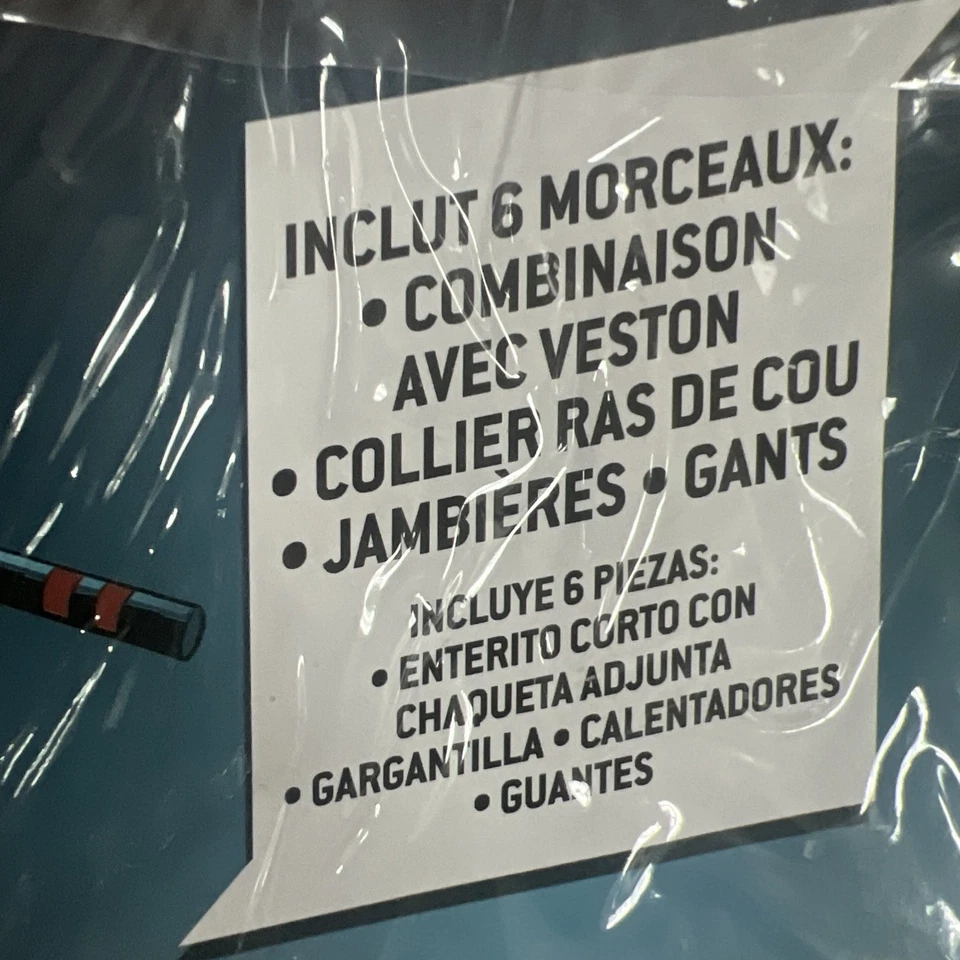 INCLUT 6 MORCEAUX:
• COMBINAISON
AVEC VESTON
• COLLIER RAS DE COU
• JAMBIÈRES • GANTS
INCLUYE 6 PIEZAS:
• ENTERITO CORTO CON
CHAQUETA ADJUNTA
• GARGANTILLA • CALENTADORES
• GUANTES